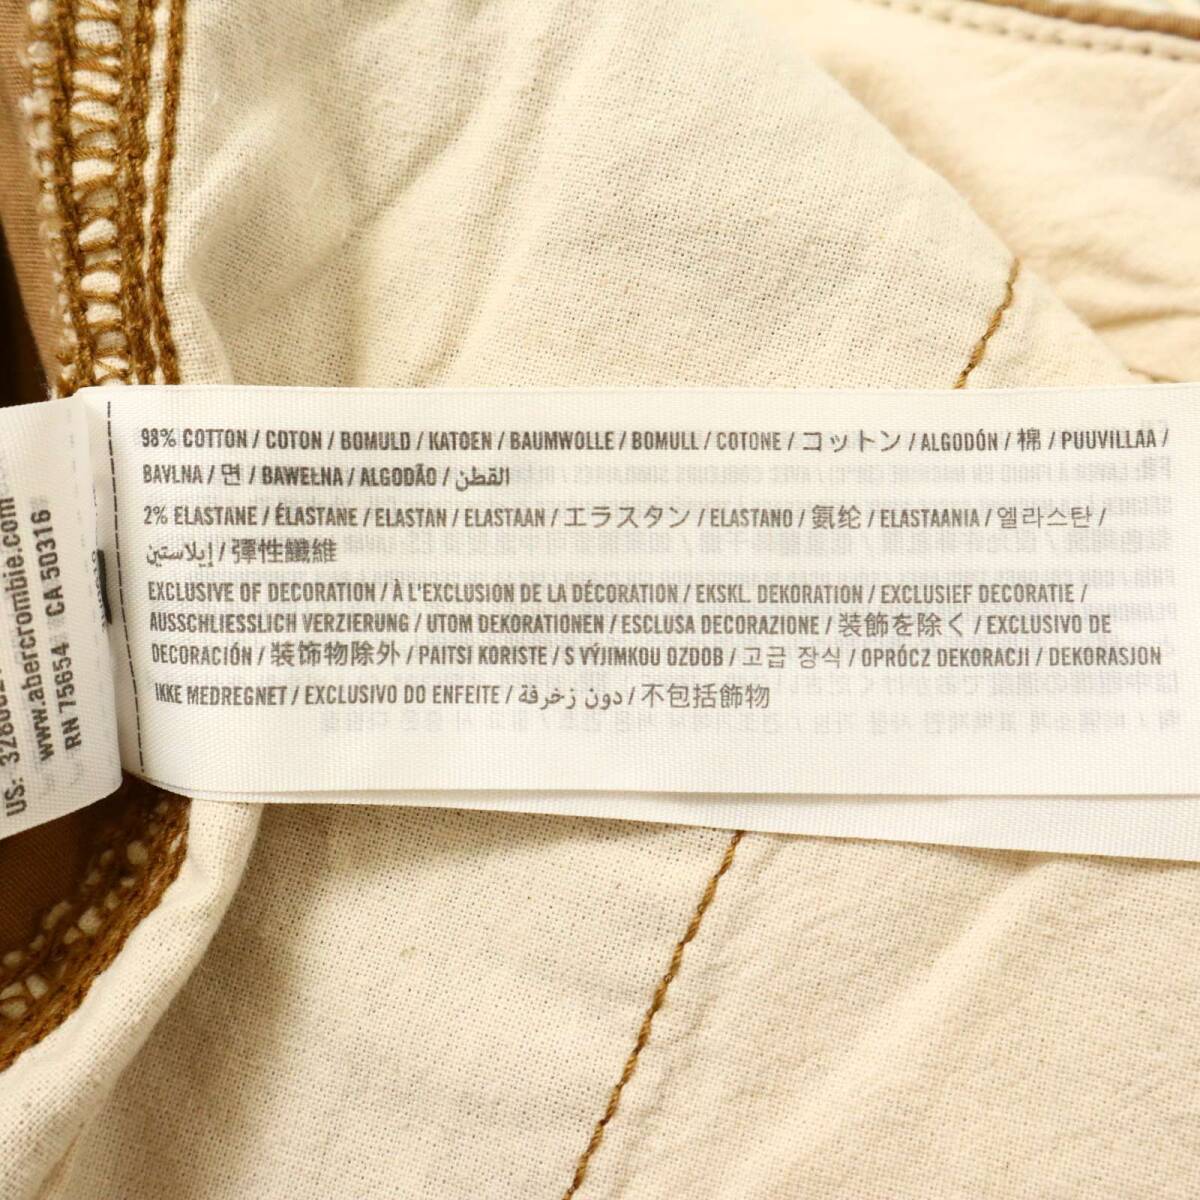 98% COTTON / COTON / BOMULD / KATOEN / BAUMWOLLE / BOMULL / COTONE / コットン / ALGODÓN / 棉 / PUUVILLAA /
BAVLNA / 면 / BAWEŁNA / ALGODÃO / القطن
2% ELASTANE / ÉLASTANE / ELASTAN / ELASTAAN / エラスタン / ELASTANO / 氨纶 / ELASTAANIA / 엘라스탄 /
إيلاستين / 彈性纖維
EXCLUSIVE OF DECORATION / À L'EXCLUSION DE LA DÉCORATION / EKSKL. DEKORATION / EXCLUSIEF DECORATIE /
AUSSCHLIESSLICH VERZIERUNG / UTOM DEKORATIONEN / ESCLUSA DECORAZIONE / 装飾を除く / EXCLUSIVO DE
DECORACIÓN / 装饰物除外 / PAITSI KORISTE / S VÝJIMKOU OZDOB / 고급 장식 / OPRÓCZ DEKORACJI / DEKORASJON
IKKE MEDREGNET / EXCLUSIVO DO ENFEITE / دون زخرفة / 不包括飾物
US:
www.abercrombie.com
RN 75654 CA 50316